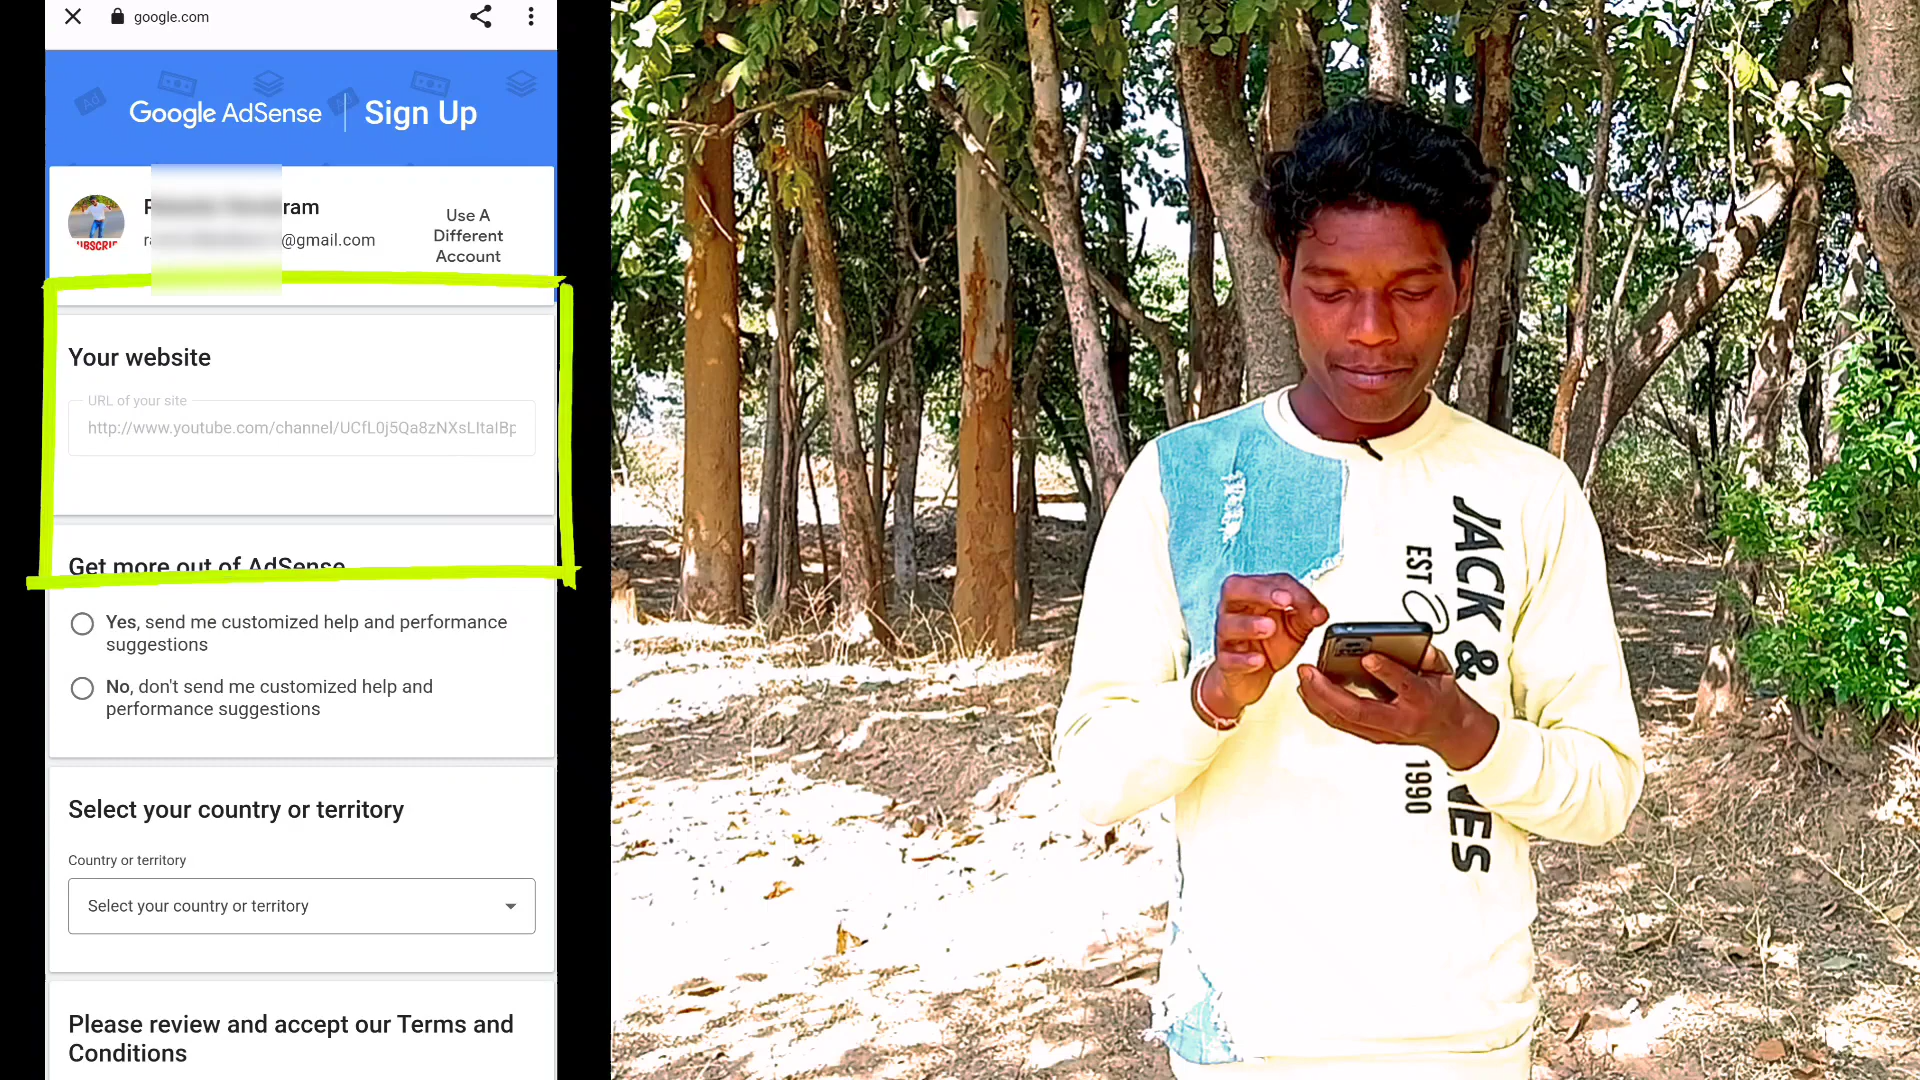 google.com
Google AdSense | Sign Up
ram
@gmail.com
Use A
Different
Account
Your website
URL of your site
http://www.youtube.com/channel/UCfL0j5Qa8zNXsLItaIBp
Get more out of AdSense
Yes, send me customized help and performance
suggestions
No, don't send me customized help and
performance suggestions
Select your country or territory
Country or territory
Select your country or territory
Please review and accept our Terms and
Conditions
JACK &
EST
1990